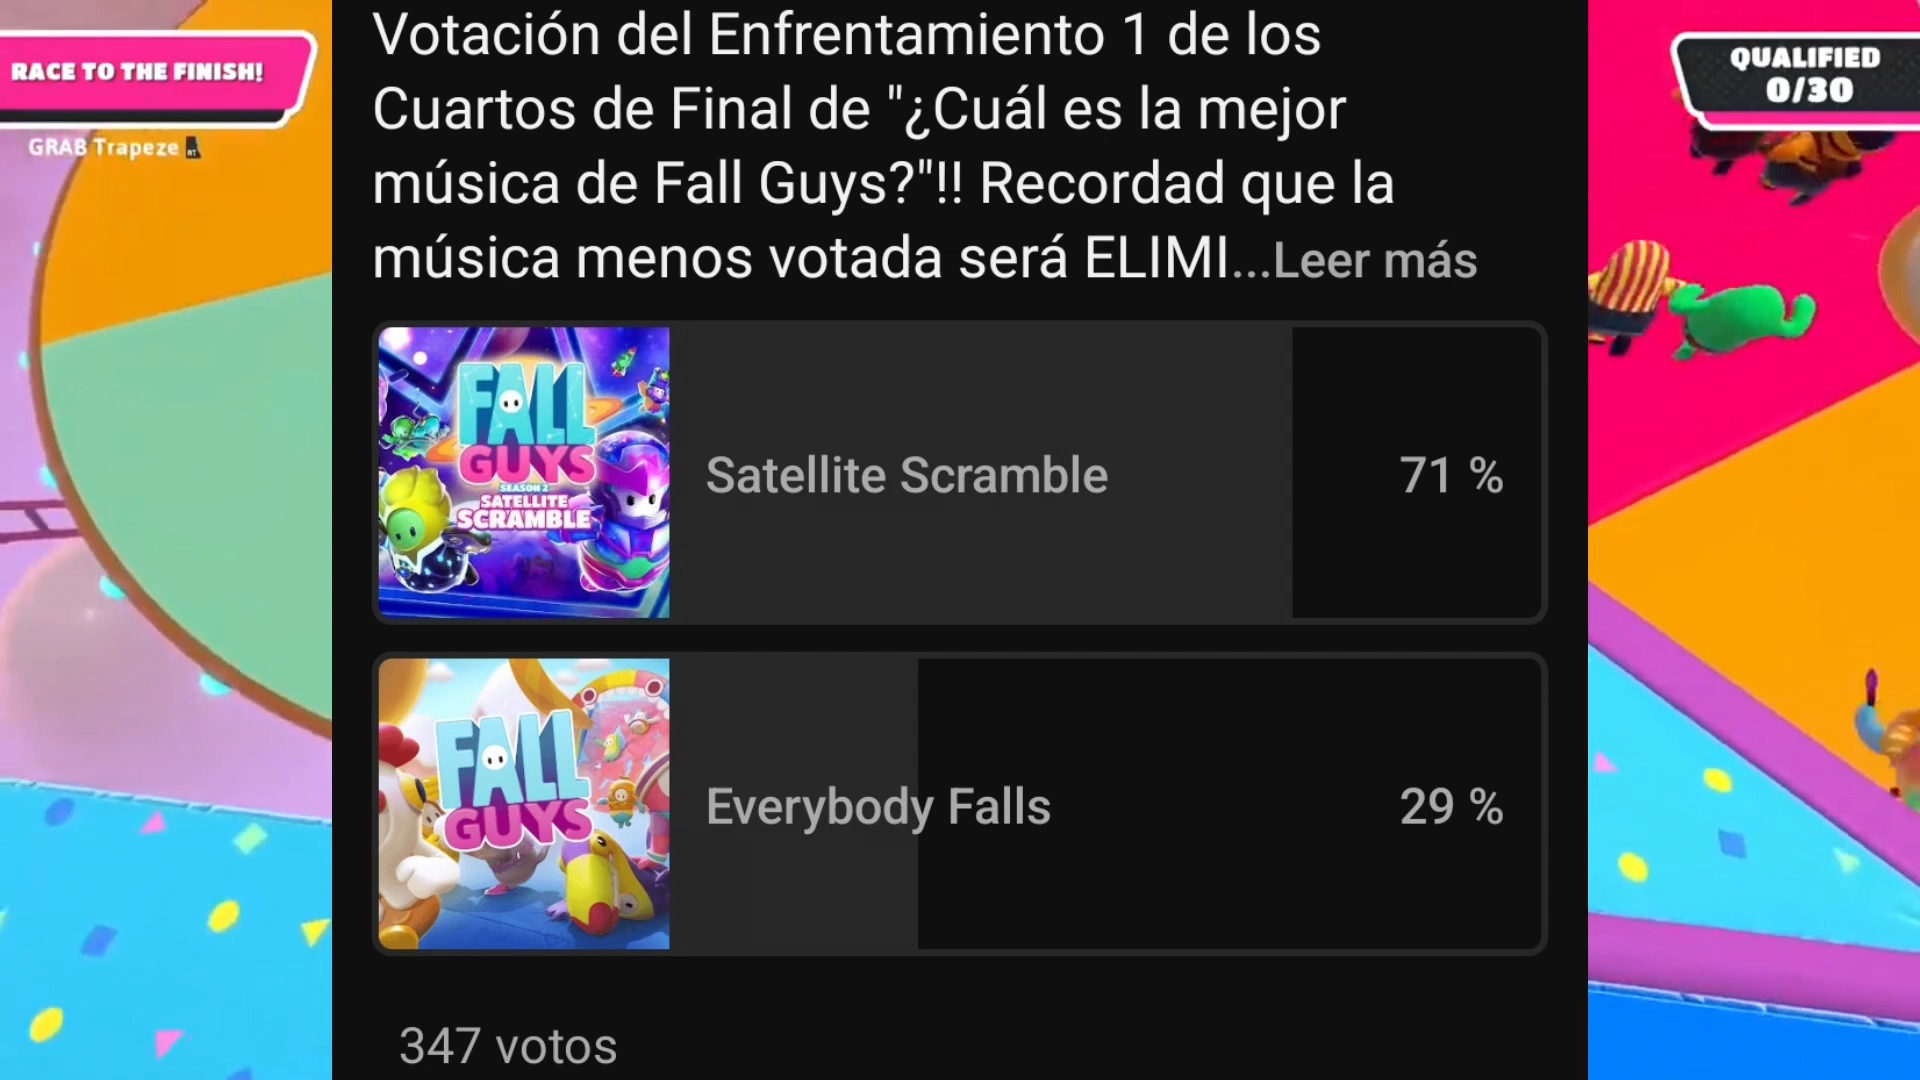 RACE TO THE FINISH!
GRAB Trapeze RT
QUALIFIED
0/30
Votación del Enfrentamiento 1 de los
Cuartos de Final de "¿Cuál es la mejor
música de Fall Guys?"!! Recordad que la
música menos votada será ELIMI...Leer más
FALL
GUYS
SEASON 2
SATELLITE
SCRAMBLE
Satellite Scramble
71 %
FALL
GUYS
Everybody Falls
29 %
347 votos